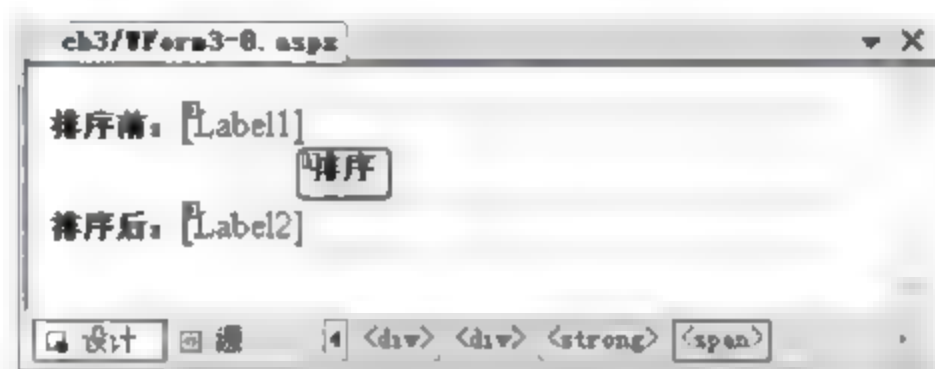 ch3/WForm3-8.aspx
排序前：[Label1]
排序
排序后：[Label2]
设计 源 <div> <div> <strong> <span>